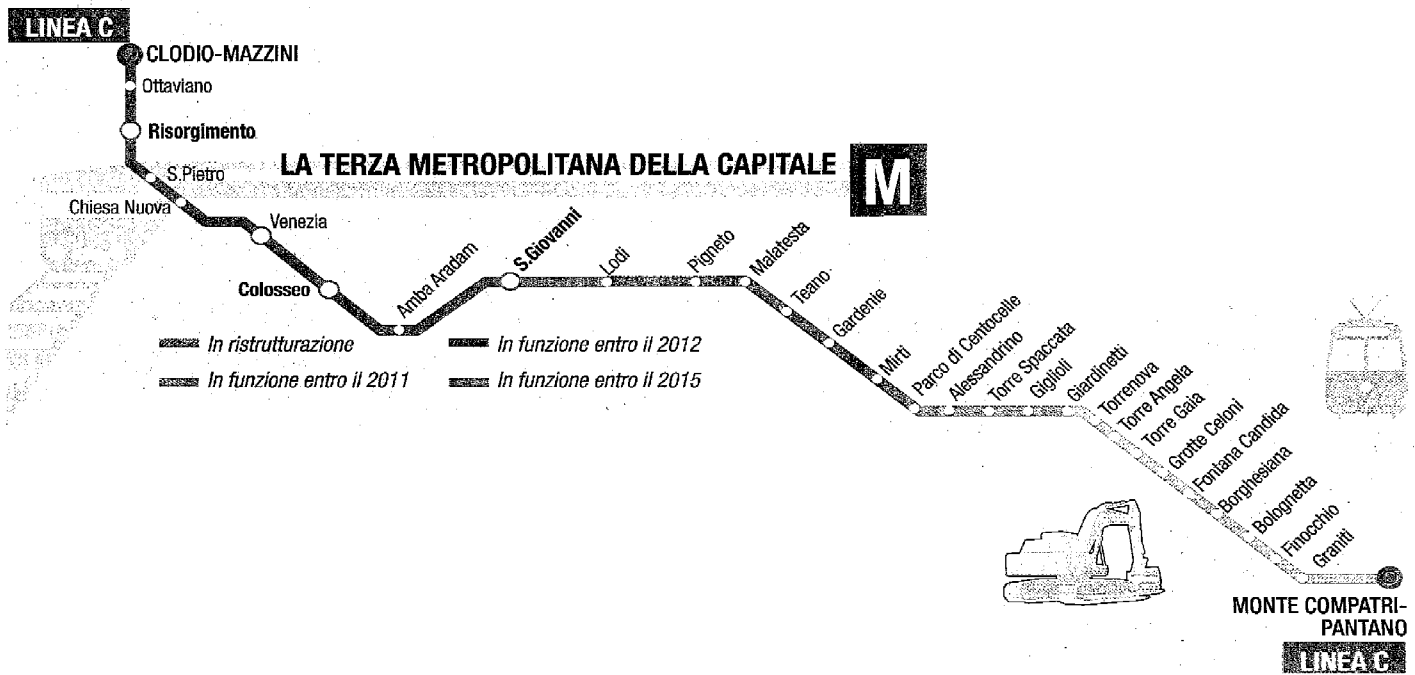 LINEA C
CLODIO-MAZZINI
Ottaviano
Risorgimento
LA TERZA METROPOLITANA DELLA CAPITALE
M
S.Pietro
Chiesa Nuova
Venezia
Colosseo
Amba Aradam
S.Giovanni
Lodi
Pigneto
Malatesta
Teano
Gardenie
Mirti
Parco di Centocelle
Alessandrino
Torre Spaccata
Giglioli
Giardinetti
Torrenova
Torre Angela
Torre Gaia
Grotte Celoni
Fontana Candida
Borghesiana
Bolognetta
Finocchio
Graniti
In ristrutturazione
In funzione entro il 2012
In funzione entro il 2011
In funzione entro il 2015
MONTE COMPATRI-
PANTANO
LINEA C